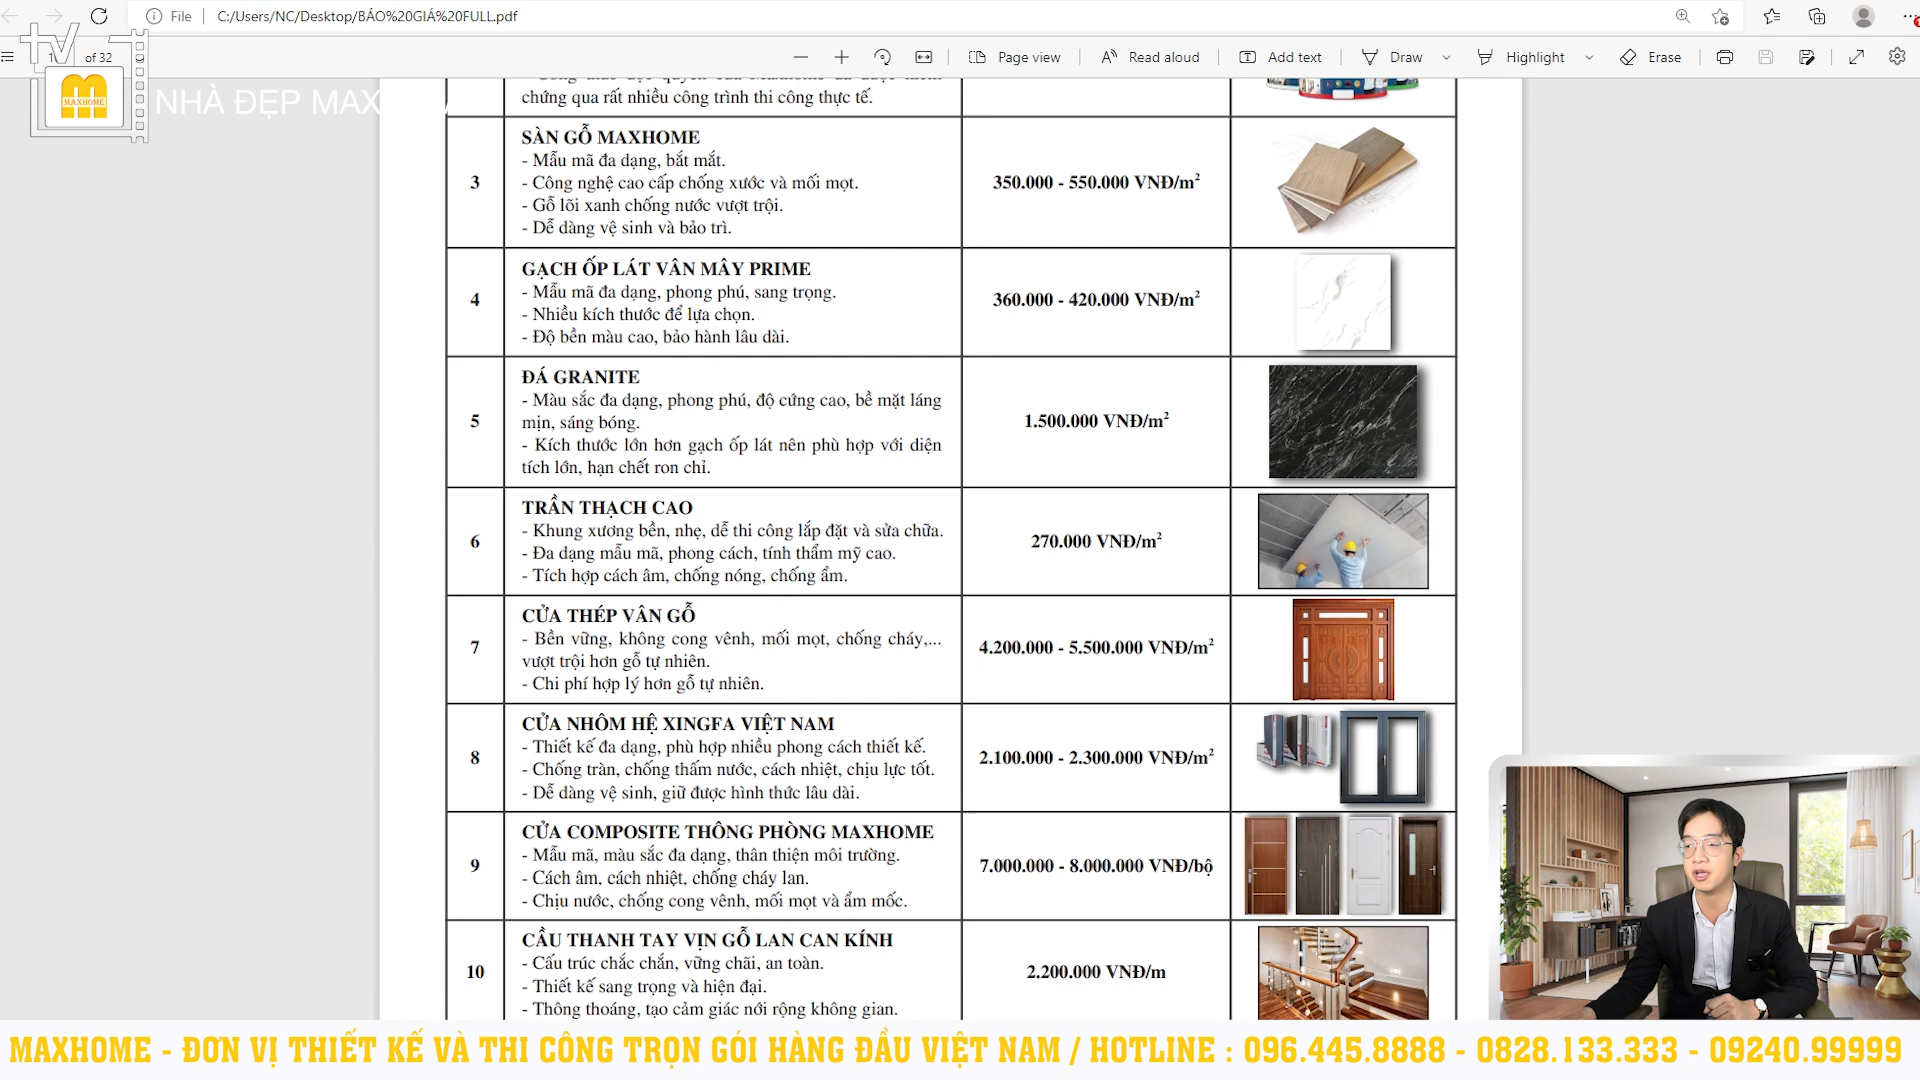 File
C:/Users/NC/Desktop/BÁO%20GIÁ%20FULL.pdf
tv
1
of 32
Page view
Read aloud
Add text
Draw
Highlight
Erase
MAXHOME
NHÀ ĐẸP MAX
chứng qua rất nhiều công trình thi công thực tế.
3
SÀN GỖ MAXHOME
- Mẫu mã đa dạng, bắt mắt.
- Công nghệ cao cấp chống xước và mối mọt.
- Gỗ lõi xanh chống nước vượt trội.
- Dễ dàng vệ sinh và bảo trì.
350.000 - 550.000 VNĐ/m²
4
GẠCH ỐP LÁT VÂN MÂY PRIME
- Mẫu mã đa dạng, phong phú, sang trọng.
- Nhiều kích thước để lựa chọn.
- Độ bền màu cao, bảo hành lâu dài.
360.000 - 420.000 VNĐ/m²
5
ĐÁ GRANITE
- Màu sắc đa dạng, phong phú, độ cứng cao, bề mặt láng
mịn, sáng bóng.
- Kích thước lớn hơn gạch ốp lát nên phù hợp với diện
tích lớn, hạn chết ron chỉ.
1.500.000 VNĐ/m²
6
TRẦN THẠCH CAO
- Khung xương bền, nhẹ, dễ thi công lắp đặt và sửa chữa.
- Đa dạng mẫu mã, phong cách, tính thẩm mỹ cao.
- Tích hợp cách âm, chống nóng, chống ẩm.
270.000 VNĐ/m²
7
CỬA THÉP VÂN GỖ
- Bền vững, không cong vênh, mối mọt, chống cháy,...
vượt trội hơn gỗ tự nhiên.
- Chi phí hợp lý hơn gỗ tự nhiên.
4.200.000 - 5.500.000 VNĐ/m²
8
CỬA NHÔM HỆ XINGFA VIỆT NAM
- Thiết kế đa dạng, phù hợp nhiều phong cách thiết kế.
- Chống tràn, chống thấm nước, cách nhiệt, chịu lực tốt.
- Dễ dàng vệ sinh, giữ được hình thức lâu dài.
2.100.000 - 2.300.000 VNĐ/m²
9
CỬA COMPOSITE THÔNG PHÒNG MAXHOME
- Mẫu mã, màu sắc đa dạng, thân thiện môi trường.
- Cách âm, cách nhiệt, chống cháy lan.
- Chịu nước, chống cong vênh, mối mọt và ẩm mốc.
7.000.000 - 8.000.000 VNĐ/bộ
10
CẦU THANH TAY VỊN GỖ LAN CAN KÍNH
- Cấu trúc chắc chắn, vững chãi, an toàn.
- Thiết kế sang trọng và hiện đại.
- Thông thoáng, tạo cảm giác nới rộng không gian.
2.200.000 VNĐ/m
MAXHOME - ĐƠN VỊ THIẾT KẾ VÀ THI CÔNG TRỌN GÓI HÀNG ĐẦU VIỆT NAM / HOTLINE : 096.445.8888 - 0828.133.333 - 09240.99999